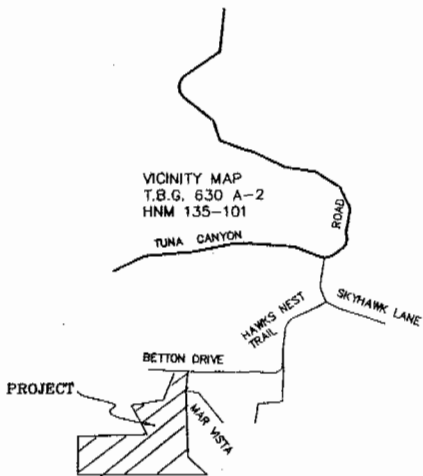 VICINITY MAP
T.B.G. 630 A-2
HNM 135-101
TUNA CANYON
ROAD
HAWKS NEST
TRAIL
SKYHAWK LANE
BETTON DRIVE
PROJECT
MAR VISTA